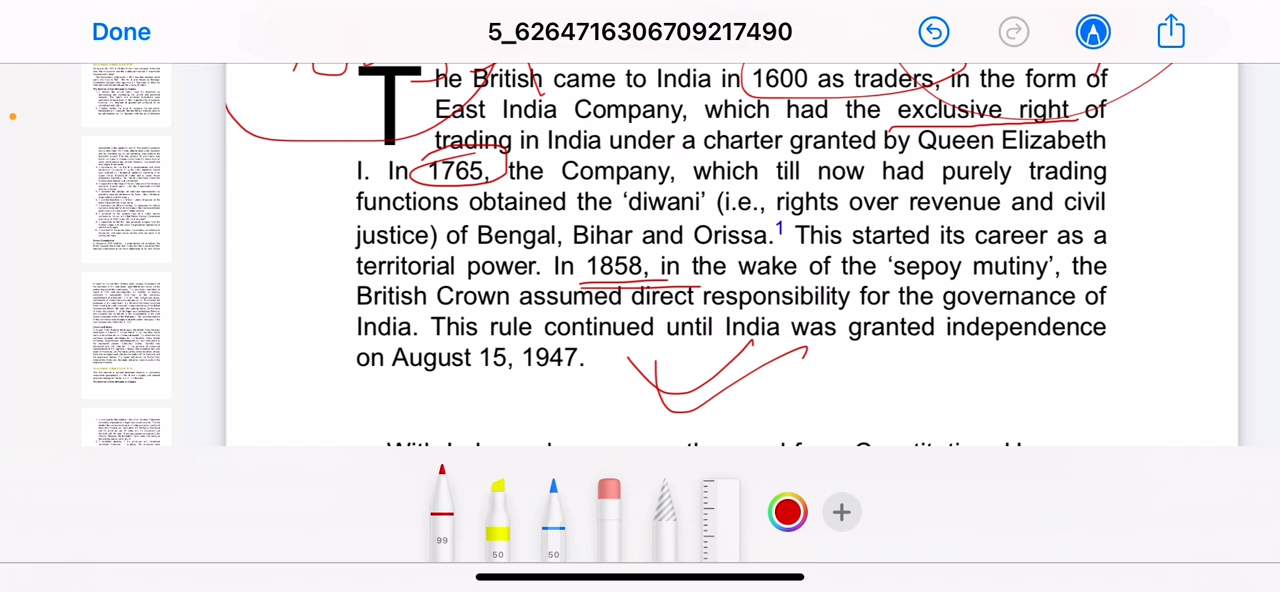 Done
5_6264716306709217490
The British came to India in 1600 as traders, in the form of
East India Company, which had the exclusive right of
trading in India under a charter granted by Queen Elizabeth
I. In 1765, the Company, which till now had purely trading
functions obtained the ‘diwani’ (i.e., rights over revenue and civil
justice) of Bengal, Bihar and Orissa.1 This started its career as a
territorial power. In 1858, in the wake of the ‘sepoy mutiny’, the
British Crown assumed direct responsibility for the governance of
India. This rule continued until India was granted independence
on August 15, 1947.
99
50
50